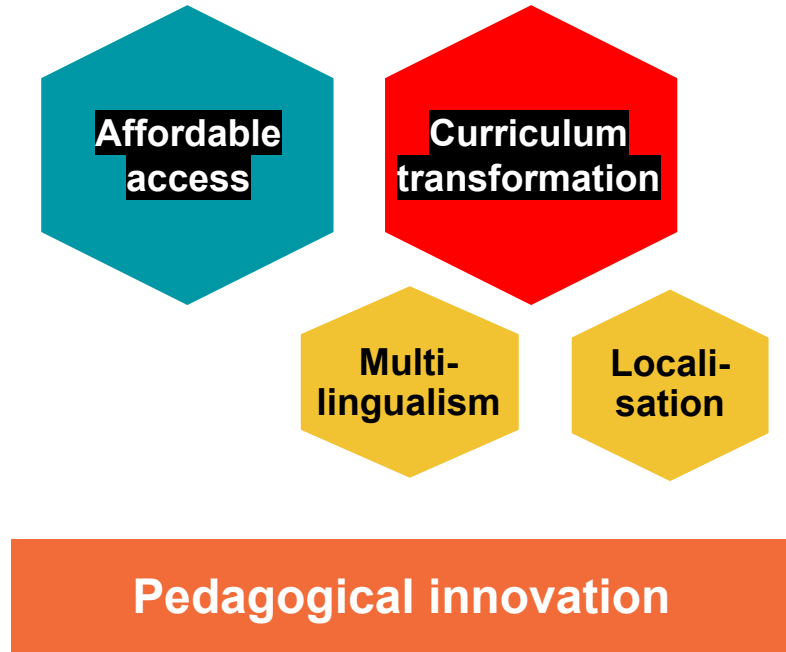 Affordable
access
Curriculum
transformation
Multi-
lingualism
Locali-
sation
Pedagogical innovation